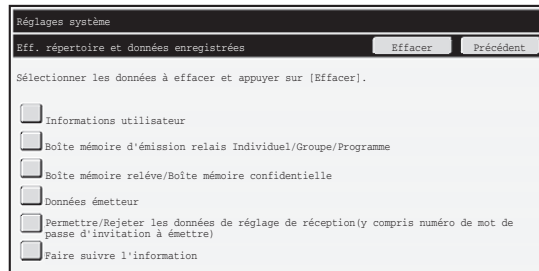 Réglages système
Eff. répertoire et données enregistrées
Effacer
Précédent
Sélectionner les données à effacer et appuyer sur [Effacer].
Informations utilisateur
Boîte mémoire d'émission relais Individuel/Groupe/Programme
Boîte mémoire reléve/Boîte mémoire confidentielle
Données émetteur
Permettre/Rejeter les données de réglage de réception(y compris numéro de mot de
passe d'invitation à émettre)
Faire suivre l'information